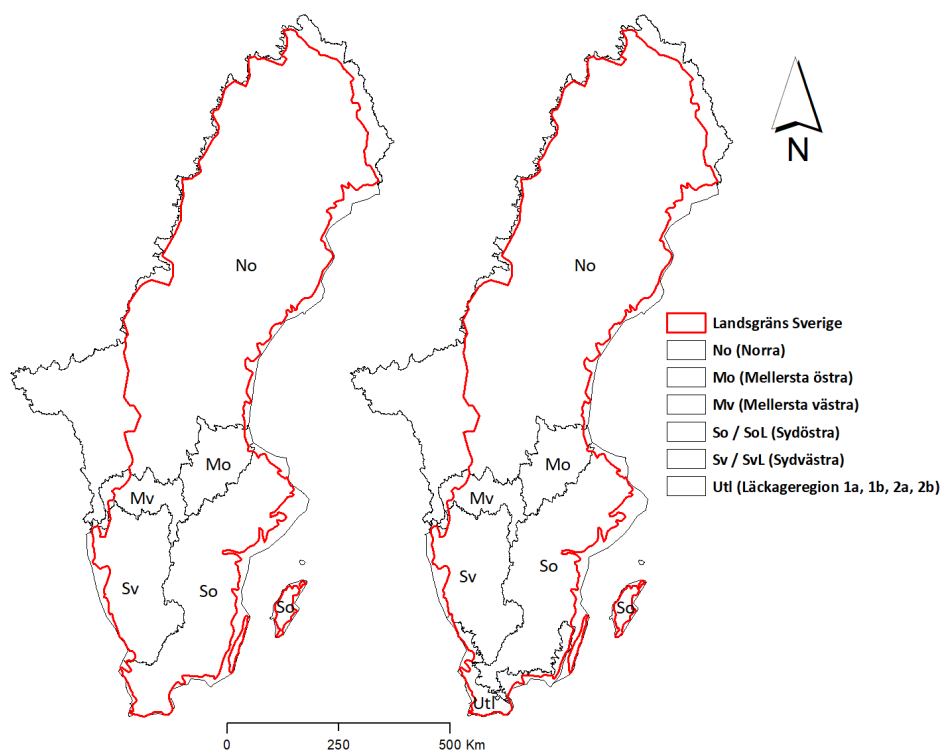 N
No
No
Landsgräns Sverige
No (Norra)
Mo (Mellersta östra)
Mv (Mellersta västra)
So / SoL (Sydöstra)
Sv / SvL (Sydvästra)
Utl (Läckageregion 1a, 1b, 2a, 2b)
Mo
Mo
Mv
Mv
Sv
So
So
Sv
So
So
Utl
0
250
500 Km